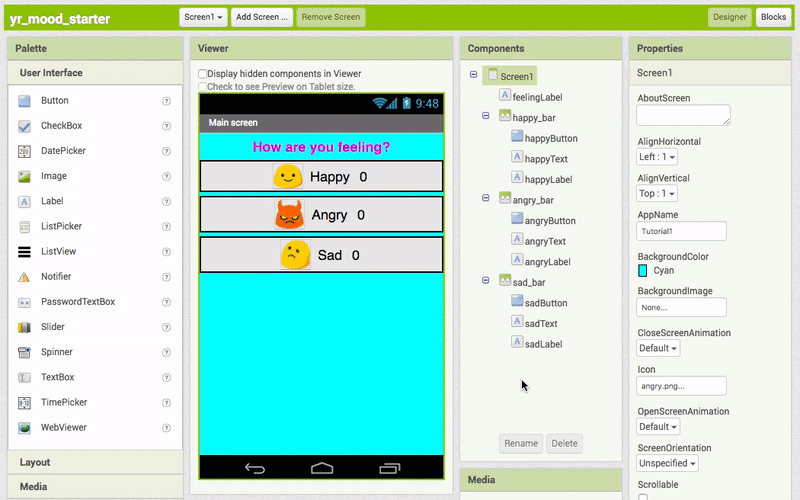 yr_mood_starter
Screen1
Add Screen ...
Remove Screen
Designer
Blocks
Palette
User Interface
Button
CheckBox
DatePicker
Image
Label
ListPicker
ListView
Notifier
PasswordTextBox
Slider
Spinner
TextBox
TimePicker
WebViewer
Layout
Media
Viewer
Display hidden components in Viewer
Check to see Preview on Tablet size.
9:48
Main screen
How are you feeling?
Happy 0
Angry 0
Sad 0
Components
Screen1
feelingLabel
happy_bar
happyButton
happyText
happyLabel
angry_bar
angryButton
angryText
angryLabel
sad_bar
sadButton
sadText
sadLabel
Rename
Delete
Media
Properties
Screen1
AboutScreen
AlignHorizontal
Left : 1
AlignVertical
Top : 1
AppName
Tutorial1
BackgroundColor
Cyan
BackgroundImage
None...
CloseScreenAnimation
Default
Icon
angry.png...
OpenScreenAnimation
Default
ScreenOrientation
Unspecified
Scrollable